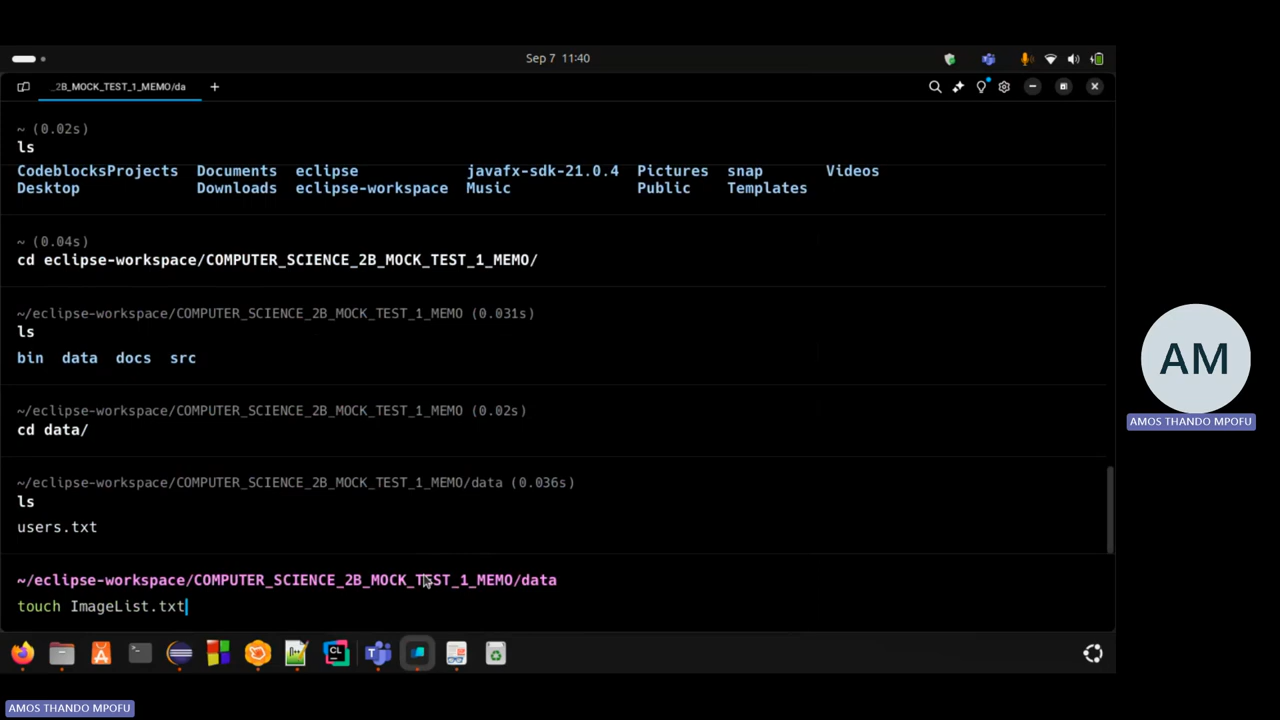 Sep 7 11:40
_2B_MOCK_TEST_1_MEMO/da +
~ (0.02s)
ls
CodeblocksProjects Documents eclipse javafx-sdk-21.0.4 Pictures snap Videos
Desktop Downloads eclipse-workspace Music Public Templates
~ (0.04s)
cd eclipse-workspace/COMPUTER_SCIENCE_2B_MOCK_TEST_1_MEMO/
~/eclipse-workspace/COMPUTER_SCIENCE_2B_MOCK_TEST_1_MEMO (0.031s)
ls
bin data docs src
~/eclipse-workspace/COMPUTER_SCIENCE_2B_MOCK_TEST_1_MEMO (0.02s)
cd data/
~/eclipse-workspace/COMPUTER_SCIENCE_2B_MOCK_TEST_1_MEMO/data (0.036s)
ls
users.txt
~/eclipse-workspace/COMPUTER_SCIENCE_2B_MOCK_TEST_1_MEMO/data
touch ImageList.txt
CL
AM
AMOS THANDO MPOFU
AMOS THANDO MPOFU